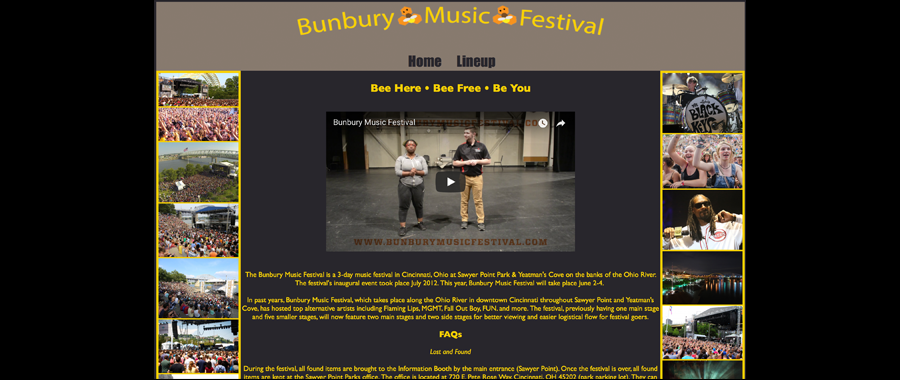 Bunbury Music Festival
Home Lineup
Bee Here • Bee Free • Be You
Bunbury Music Festival
WWW.BUNBURYMUSICFESTIVAL.COM
THE
BLACK
The Bunbury Music Festival is a 3-day music festival in Cincinnati, Ohio at Sawyer Point Park & Yeatman's Cove on the banks of the Ohio River.
The festival's inaugural event took place July 2012. This year, Bunbury Music Festival will take place June 2-4.
In past years, Bunbury Music Festival, which takes place along the Ohio River in downtown Cincinnati throughout Sawyer Point and Yeatman's
Cove, has hosted top alternative artists including Flaming Lips, MGMT, Fall Out Boy, FUN. and more. The festival, previously having one main stage
and five smaller stages, will now feature two main stages and two side stages for better viewing and easier logistical flow for festival goers.
FAQs
Lost and Found
During the festival, all found items are brought to the Information Booth by the main entrance (Sawyer Point). Once the festival is over, all found
items are kept at the Sawyer Point Parks office. The office is located at 720 E. Pete Rose Way, Cincinnati, OH 45202 (park parking lot). They can